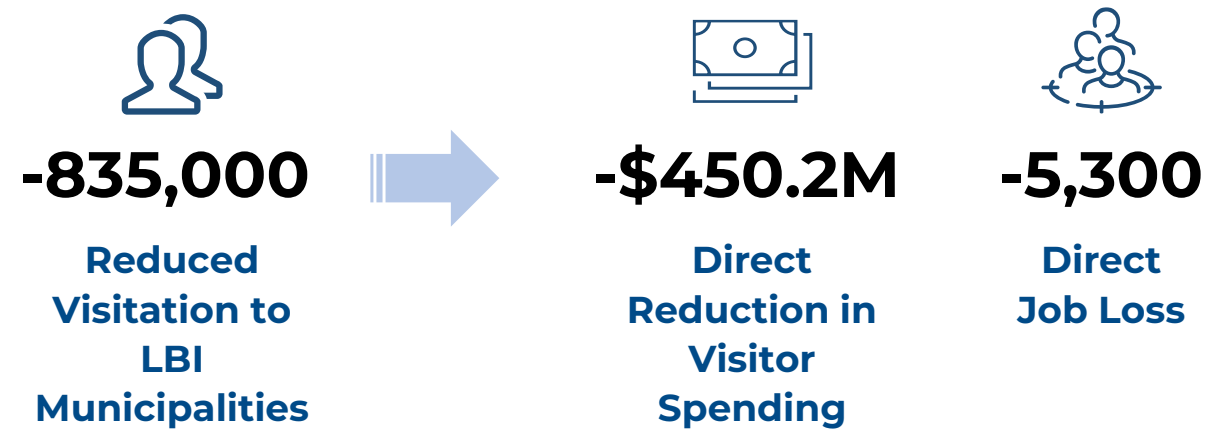 -835,000
Reduced
Visitation to
LBI
Municipalities
-$450.2M
Direct
Reduction in
Visitor
Spending
-5,300
Direct
Job Loss